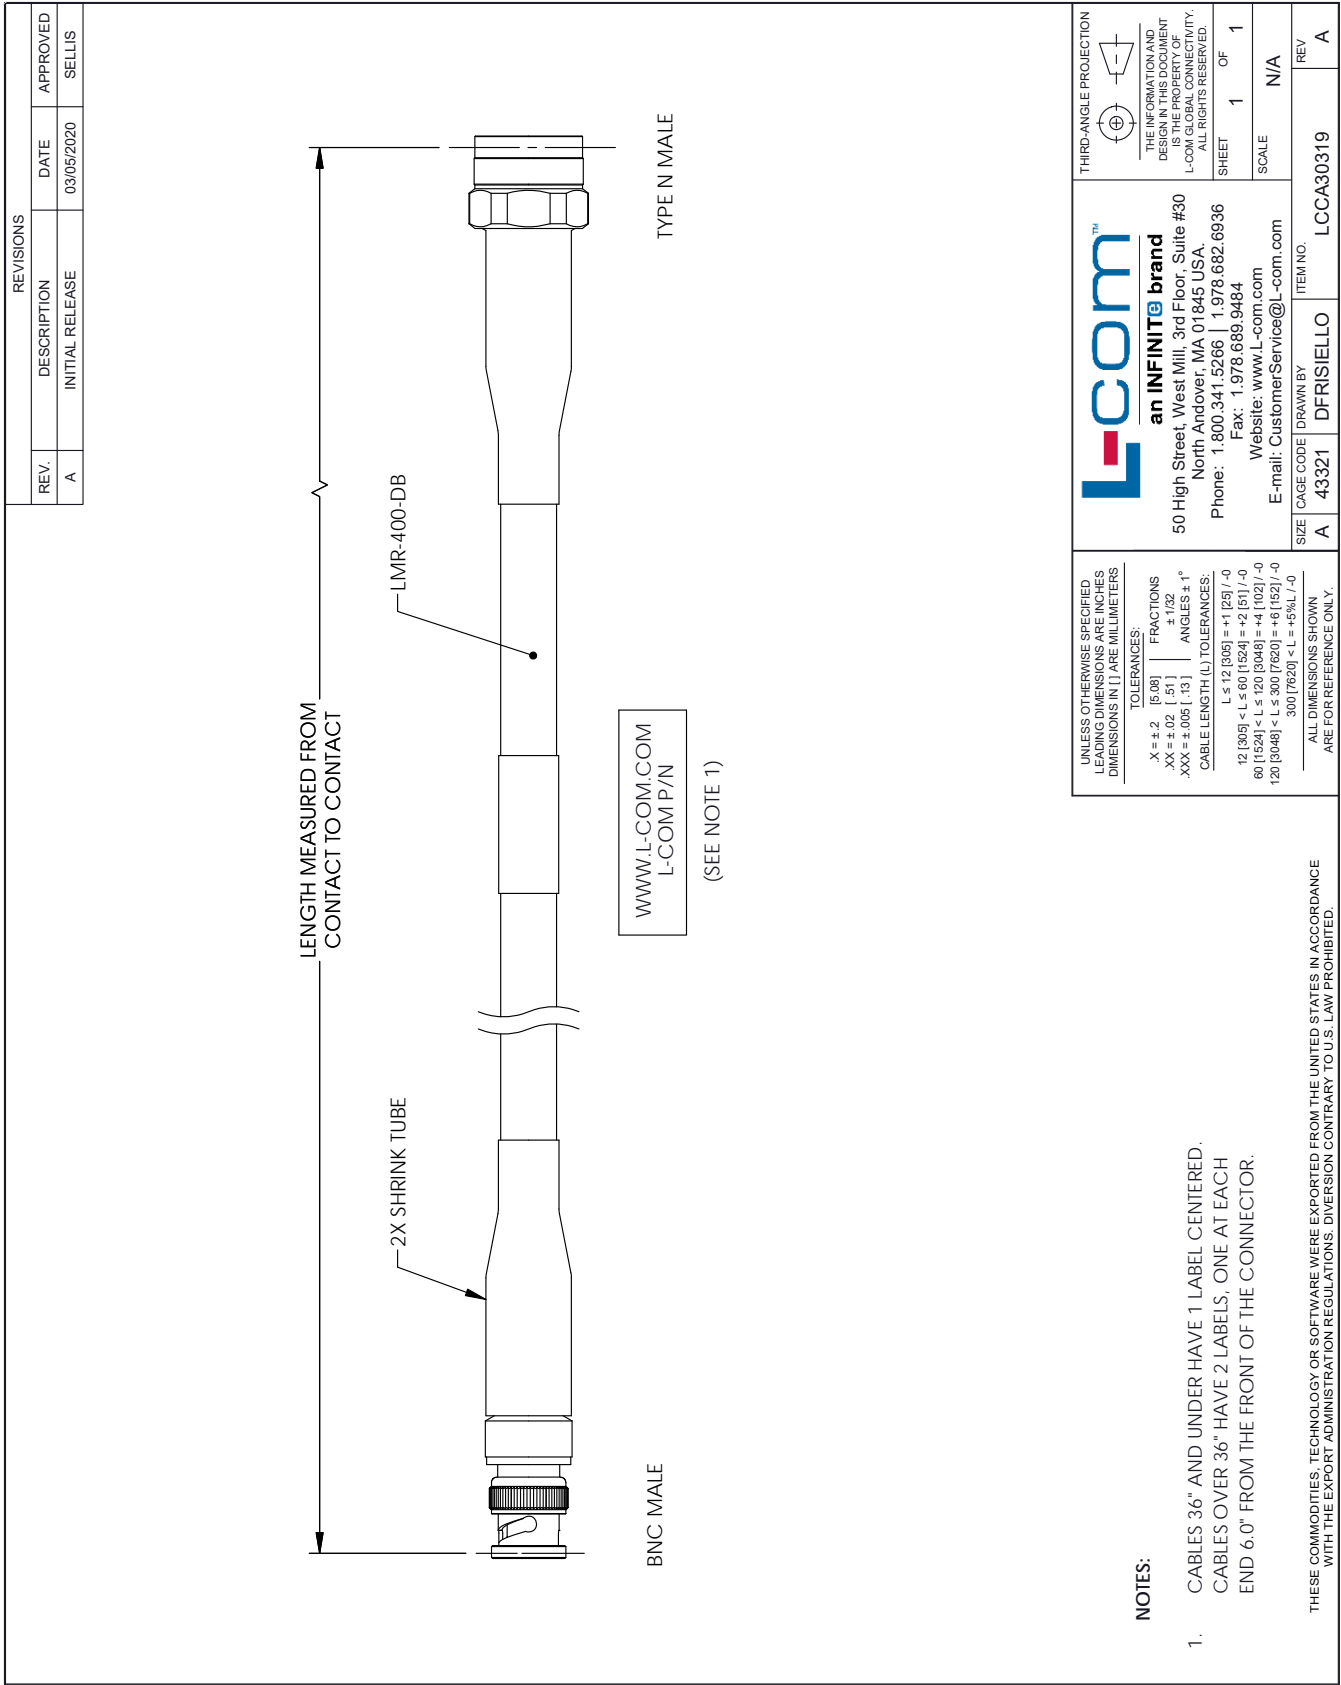 REVISIONS
REV. DESCRIPTION DATE APPROVED
A INITIAL RELEASE 03/05/2020 SELLIS
LENGTH MEASURED FROM
CONTACT TO CONTACT
2X SHRINK TUBE
LMR-400-DB
BNC MALE
TYPE N MALE
WWW.L-COM.COM
L-COM P/N
(SEE NOTE 1)
NOTES:
1. CABLES 36" AND UNDER HAVE 1 LABEL CENTERED.
CABLES OVER 36" HAVE 2 LABELS, ONE AT EACH
END 6.0" FROM THE FRONT OF THE CONNECTOR.
THESE COMMODITIES, TECHNOLOGY OR SOFTWARE WERE EXPORTED FROM THE UNITED STATES IN ACCORDANCE
WITH THE EXPORT ADMINISTRATION REGULATIONS. DIVERSION CONTRARY TO U.S. LAW PROHIBITED.
UNLESS OTHERWISE SPECIFIED
LEADING DIMENSIONS ARE INCHES
DIMENSIONS IN [ ] ARE MILLIMETERS
TOLERANCES:
.X = ± .2 [5.08] FRACTIONS
.XX = ± .02 [ .51 ] ± 1/32
.XXX = ± .005 [ .13 ] ANGLES ± 1°
CABLE LENGTH (L) TOLERANCES:
L ≤ 12 [305] = +1 [25] / -0
12 [305] < L ≤ 60 [1524] = +2 [51] / -0
60 [1524] < L ≤ 120 [3048] = +4 [102] / -0
120 [3048] < L ≤ 300 [7620] = +6 [152] / -0
300 [7620] < L = +5%L / -0
ALL DIMENSIONS SHOWN
ARE FOR REFERENCE ONLY.
L-com™
an INFINITe brand
50 High Street, West Mill, 3rd Floor, Suite #30
North Andover, MA 01845 USA.
Phone: 1.800.341.5266 | 1.978.682.6936
Fax: 1.978.689.9484
Website: www.L-com.com
E-mail: CustomerService@L-com.com
THIRD-ANGLE PROJECTION
THE INFORMATION AND
DESIGN IN THIS DOCUMENT
IS THE PROPERTY OF
L-COM GLOBAL CONNECTIVITY.
ALL RIGHTS RESERVED.
SHEET 1 OF 1
SCALE N/A
SIZE CAGE CODE DRAWN BY ITEM NO. REV
A 43321 DFRISIELLO LCCA30319 A